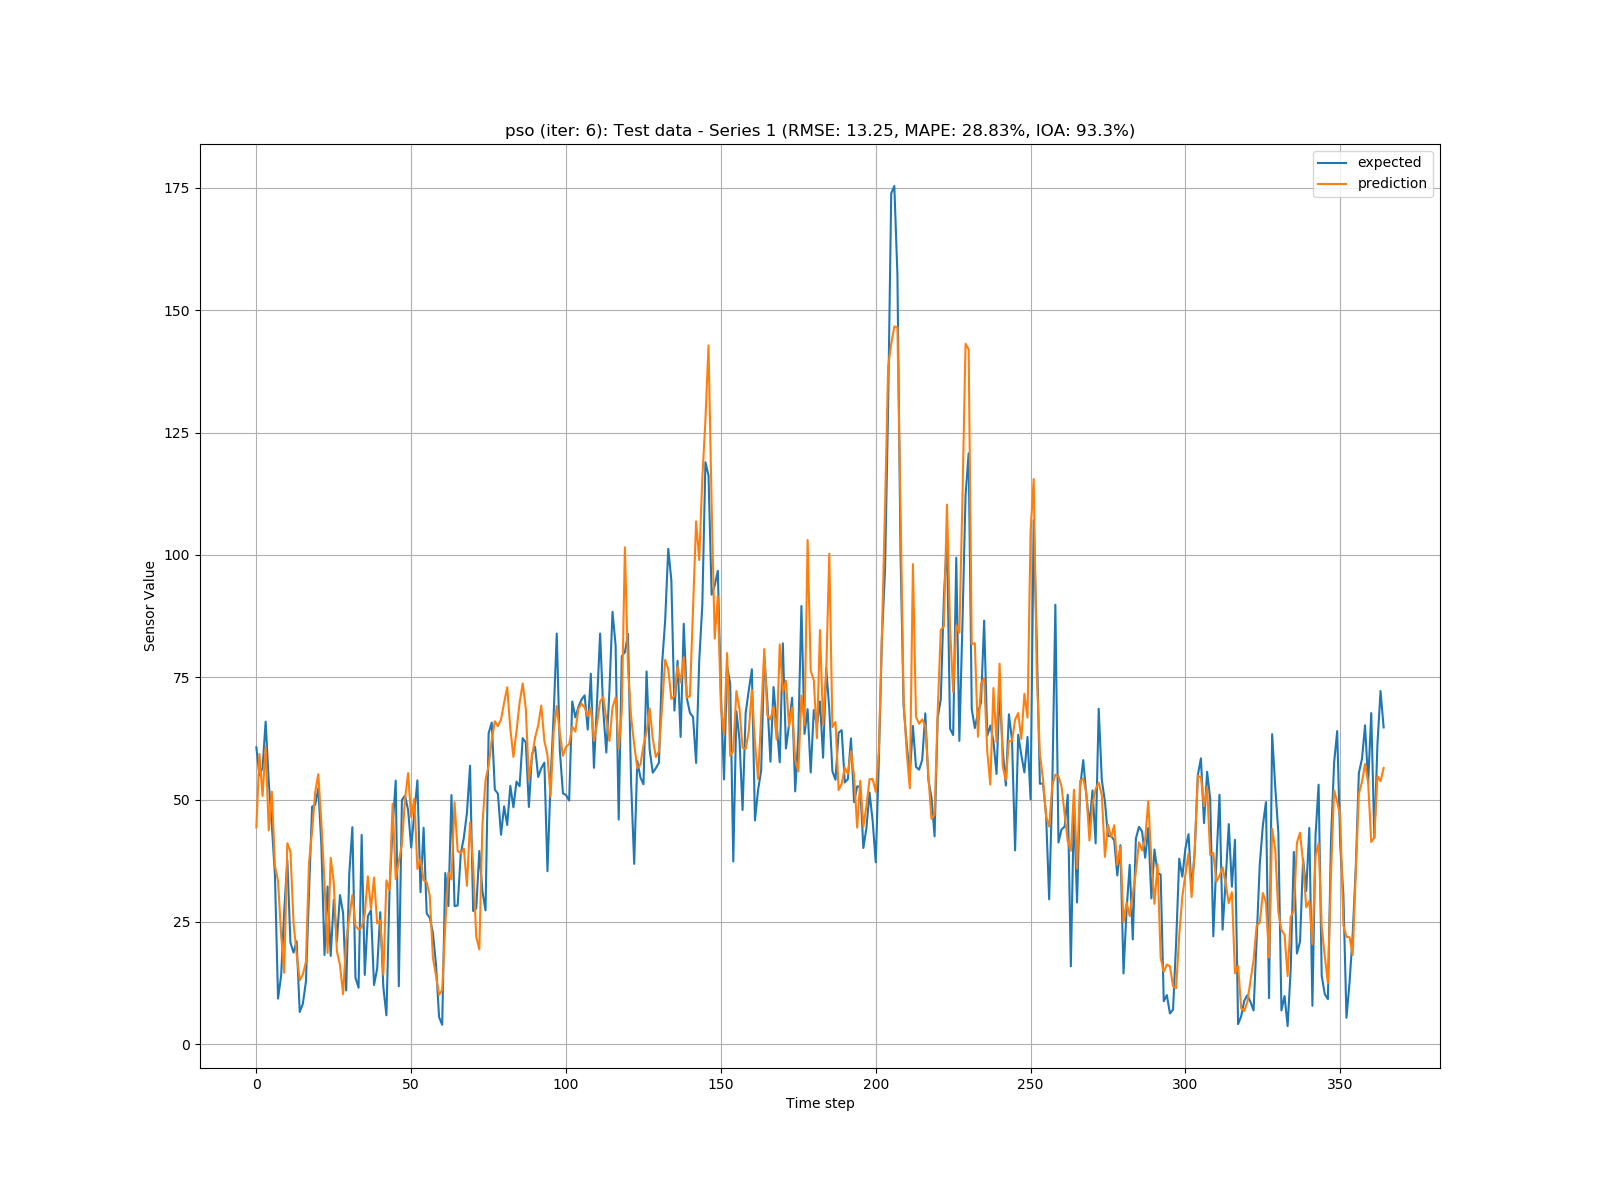 pso (iter: 6): Test data - Series 1 (RMSE: 13.25, MAPE: 28.83%, IOA: 93.3%)
expected
prediction
175
150
125
100
75
50
25
0
Sensor Value
0 50 100 150 200 250 300 350
Time step